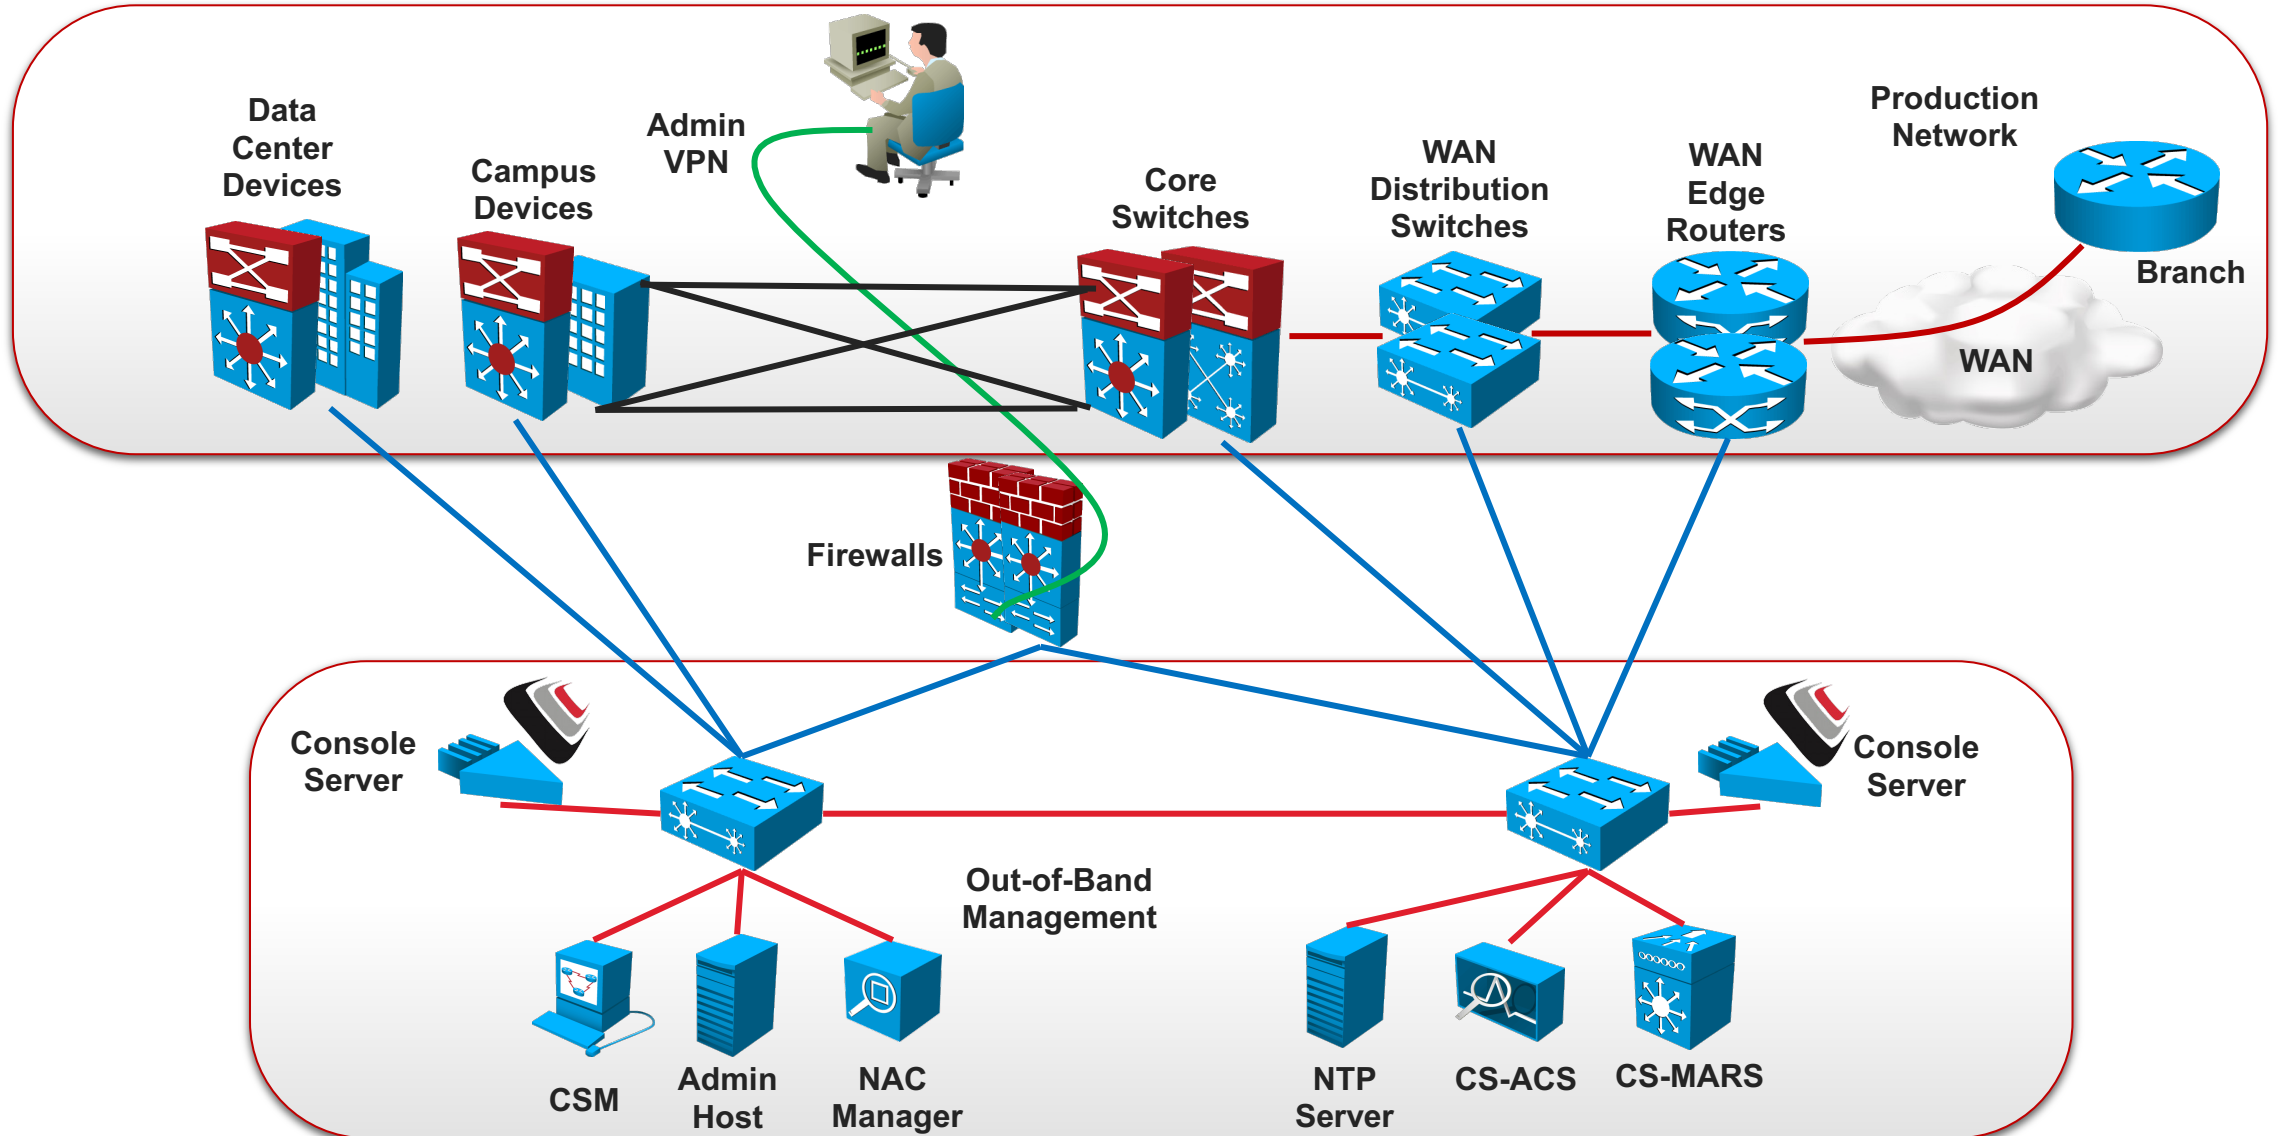 Data
Center
Devices
Campus
Devices
Admin
VPN
Core
Switches
WAN
Distribution
Switches
WAN
Edge
Routers
Production
Network
Branch
WAN
Firewalls
Console
Server
Console
Server
Out-of-Band
Management
CSM
Admin
Host
NAC
Manager
NTP
Server
CS-ACS
CS-MARS